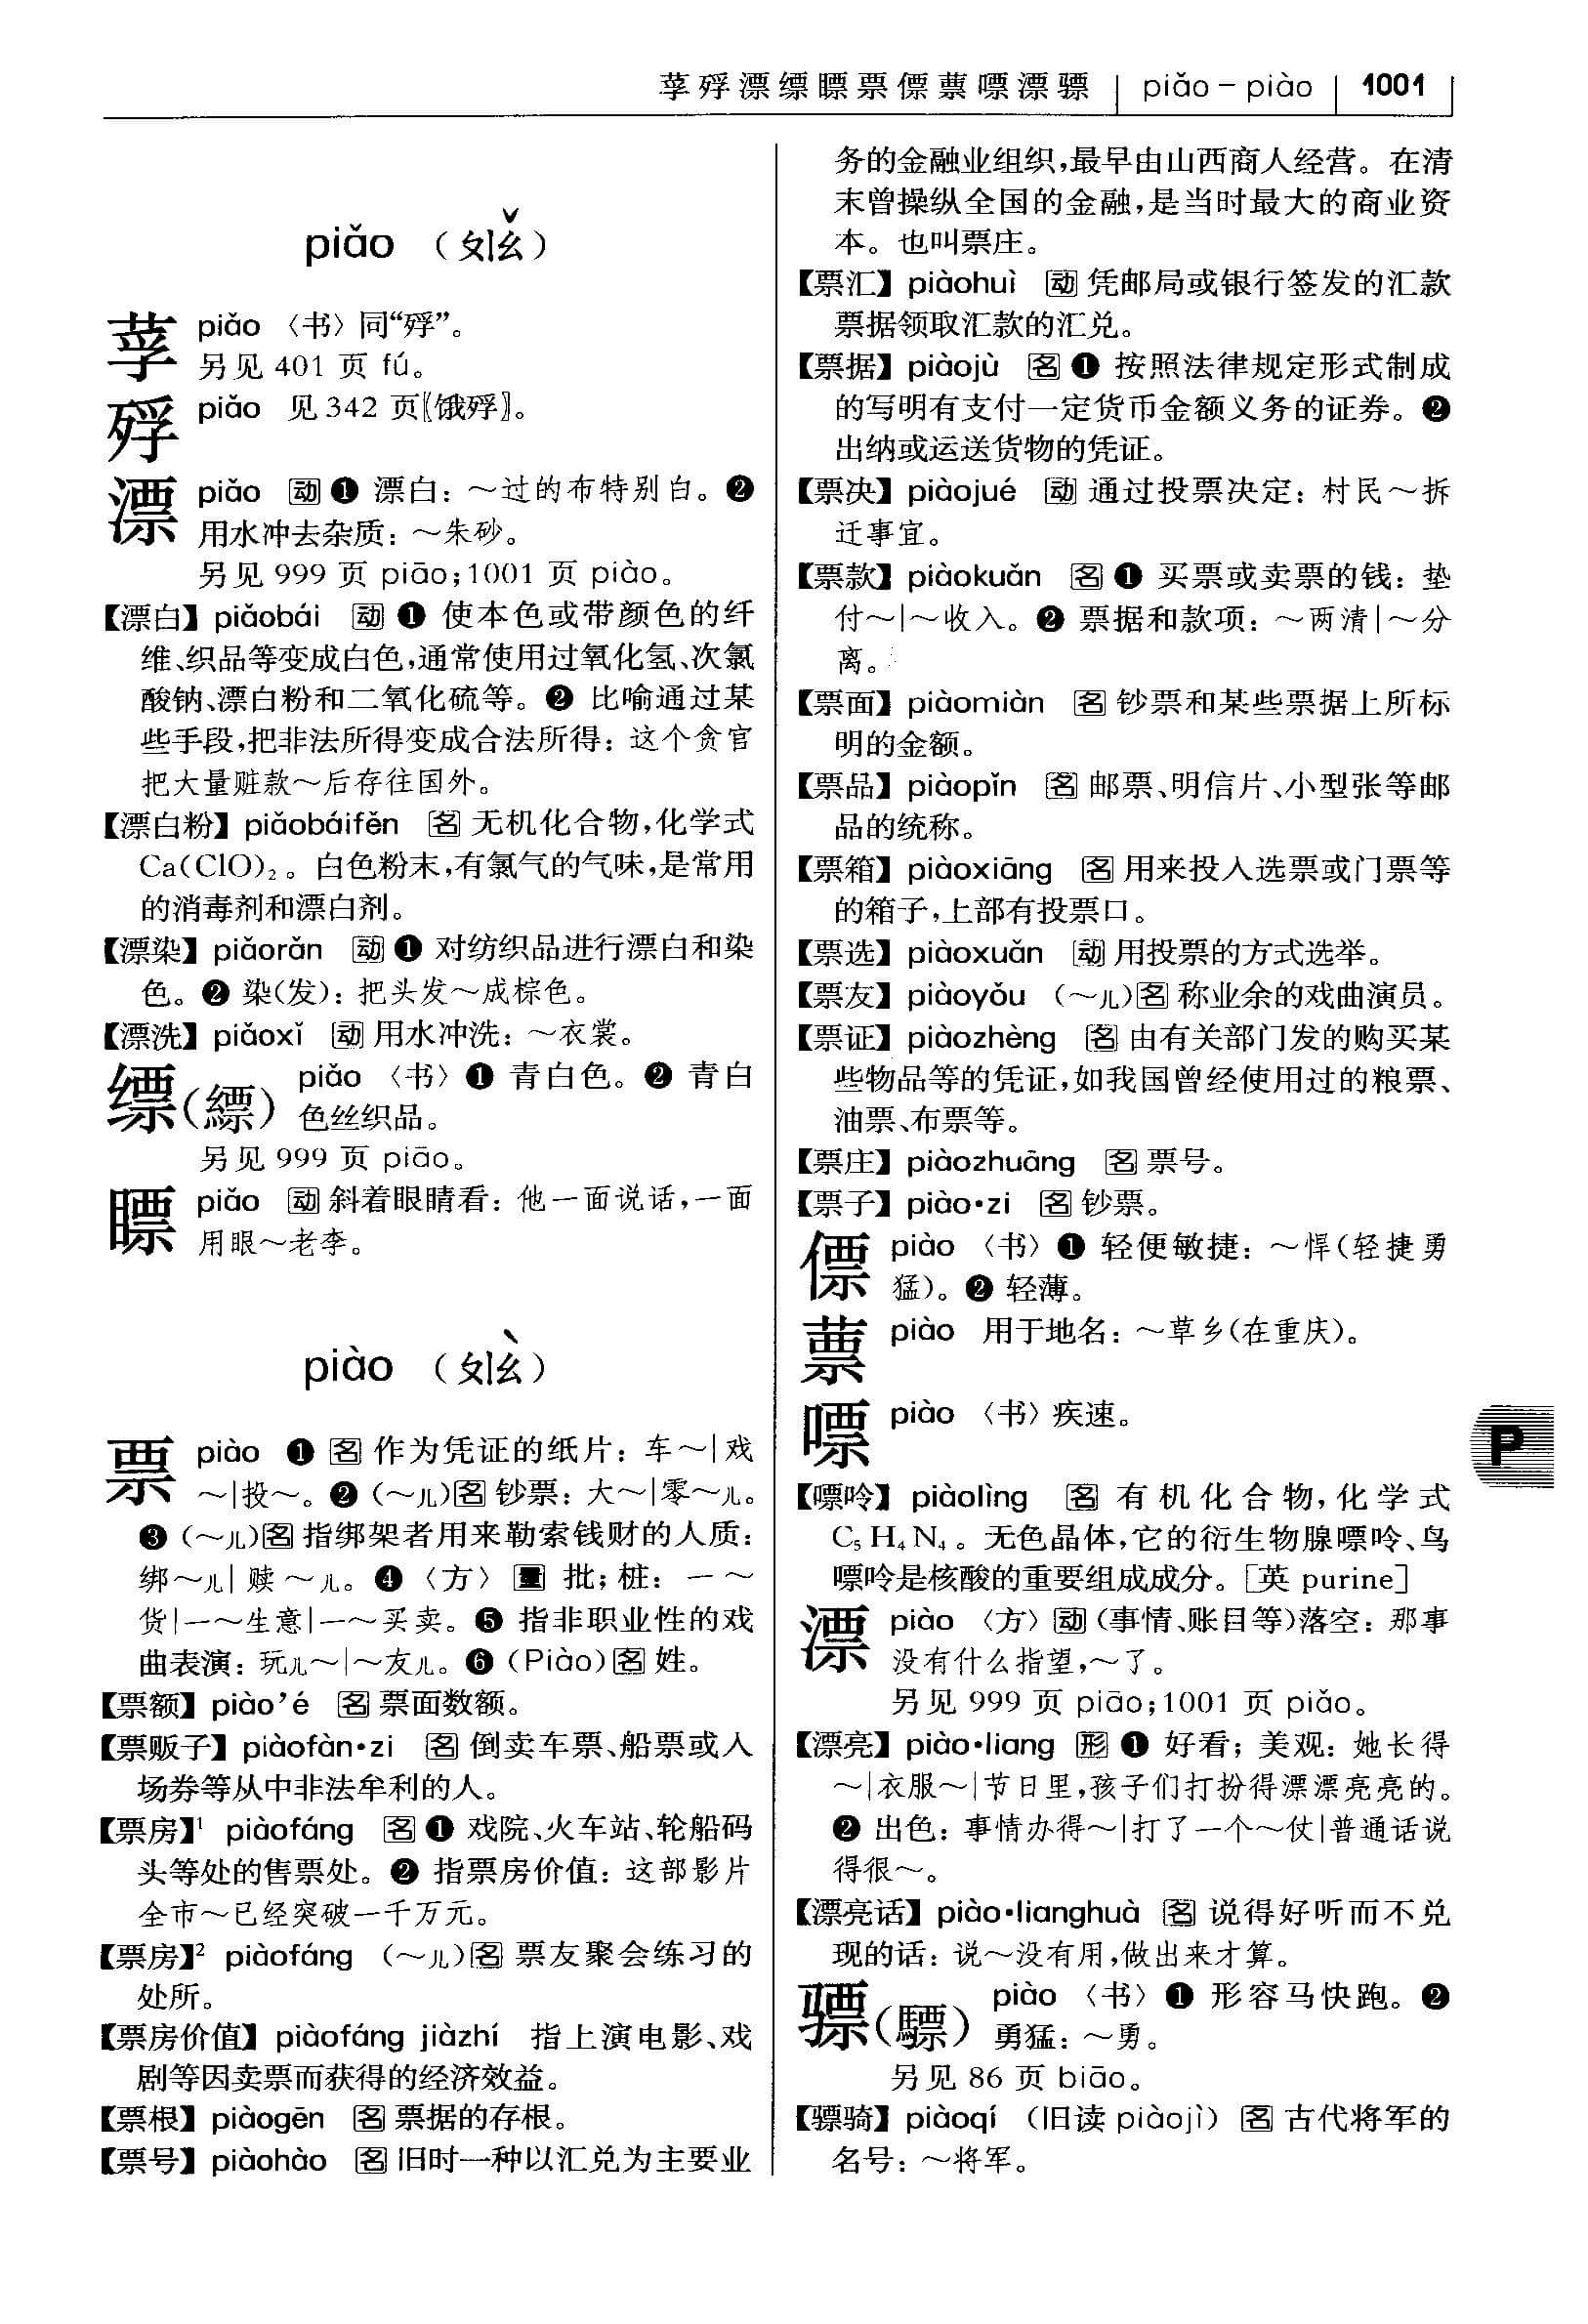 莩殍漂缥瞟票僄蔈嘌漂骠 piǎo－piào 1001
piǎo （ㄆㄧㄠˇ）
莩 piǎo 〈书〉同“殍”。
另见 401 页 fú。
殍 piǎo 见 342 页〖饿殍〗。
漂 piǎo 动 ❶ 漂白：～过的布特别白。❷
用水冲去杂质：～朱砂。
另见 999 页 piāo；1001 页 piào。
【漂白】piǎobái 动 ❶ 使本色或带颜色的纤
维、织品等变成白色，通常使用过氧化氢、次氯
酸钠、漂白粉和二氧化硫等。❷ 比喻通过某
些手段，把非法所得变成合法所得：这个贪官
把大量赃款～后存往国外。
【漂白粉】piǎobáifěn 名 无机化合物，化学式
Ca(ClO)₂。白色粉末，有氯气的气味，是常用
的消毒剂和漂白剂。
【漂染】piǎorǎn 动 ❶ 对纺织品进行漂白和染
色。❷ 染（发）：把头发～成棕色。
【漂洗】piǎoxǐ 动 用水冲洗：～衣裳。
缥（縹） piǎo 〈书〉❶ 青白色。❷ 青白
色丝织品。
另见 999 页 piāo。
瞟 piǎo 动 斜着眼睛看：他一面说话，一面
用眼～老李。
piào （ㄆㄧㄠˋ）
票 piào ❶ 名 作为凭证的纸片：车～|戏
～|投～。❷（～儿）名 钞票：大～|零～儿。
❸（～儿）名 指绑架者用来勒索钱财的人质：
绑～儿|赎～儿。❹〈方〉量 批；桩：一～
货|一～生意|一～买卖。❺ 指非职业性的戏
曲表演：玩儿～|～友儿。❻（Piào）名 姓。
【票额】piào’é 名 票面数额。
【票贩子】piàofàn•zi 名 倒卖车票、船票或入
场券等从中非法牟利的人。
【票房】¹ piàofáng 名 ❶ 戏院、火车站、轮船码
头等处的售票处。❷ 指票房价值：这部影片
全市～已经突破一千万元。
【票房】² piàofáng （～儿）名 票友聚会练习的
处所。
【票房价值】piàofáng jiàzhí 指上演电影、戏
剧等因卖票而获得的经济效益。
【票根】piàogēn 名 票据的存根。
【票号】piàohào 名 旧时一种以汇兑为主要业
务的金融业组织，最早由山西商人经营。在清
末曾操纵全国的金融，是当时最大的商业资
本。也叫票庄。
【票汇】piàohuì 动 凭邮局或银行签发的汇款
票据领取汇款的汇兑。
【票据】piàojù 名 ❶ 按照法律规定形式制成
的写明有支付一定货币金额义务的证券。❷
出纳或运送货物的凭证。
【票决】piàojué 动 通过投票决定：村民～拆
迁事宜。
【票款】piàokuǎn 名 ❶ 买票或卖票的钱：垫
付～|～收入。❷ 票据和款项：～两清|～分
离。
【票面】piàomiàn 名 钞票和某些票据上所标
明的金额。
【票品】piàopǐn 名 邮票、明信片、小型张等邮
品的统称。
【票箱】piàoxiāng 名 用来投入选票或门票等
的箱子，上部有投票口。
【票选】piàoxuǎn 动 用投票的方式选举。
【票友】piàoyǒu （～儿）名 称业余的戏曲演员。
【票证】piàozhèng 名 由有关部门发的购买某
些物品等的凭证，如我国曾经使用过的粮票、
油票、布票等。
【票庄】piàozhuāng 名 票号。
【票子】piào•zi 名 钞票。
僄 piào 〈书〉❶ 轻便敏捷：～悍（轻捷勇
猛）。❷ 轻薄。
蔈 piào 用于地名：～草乡（在重庆）。
嘌 piào 〈书〉疾速。
P
【嘌呤】piàolìng 名 有机化合物，化学式
C₅H₄N₄。无色晶体，它的衍生物腺嘌呤、鸟
嘌呤是核酸的重要组成成分。［英 purine］
漂 piào 〈方〉动（事情、账目等）落空：那事
没有什么指望，～了。
另见 999 页 piāo；1001 页 piǎo。
【漂亮】piào•liang 形 ❶ 好看；美观：她长得
～|衣服～|节日里，孩子们打扮得漂漂亮亮的。
❷ 出色：事情办得～|打了一个～仗|普通话说
得很～。
【漂亮话】piào•lianghuà 名 说得好听而不兑
现的话：说～没有用，做出来才算。
骠（驃） piào 〈书〉❶ 形容马快跑。❷
勇猛：～勇。
另见 86 页 biāo。
【骠骑】piàoqí （旧读 piàojì）名 古代将军的
名号：～将军。